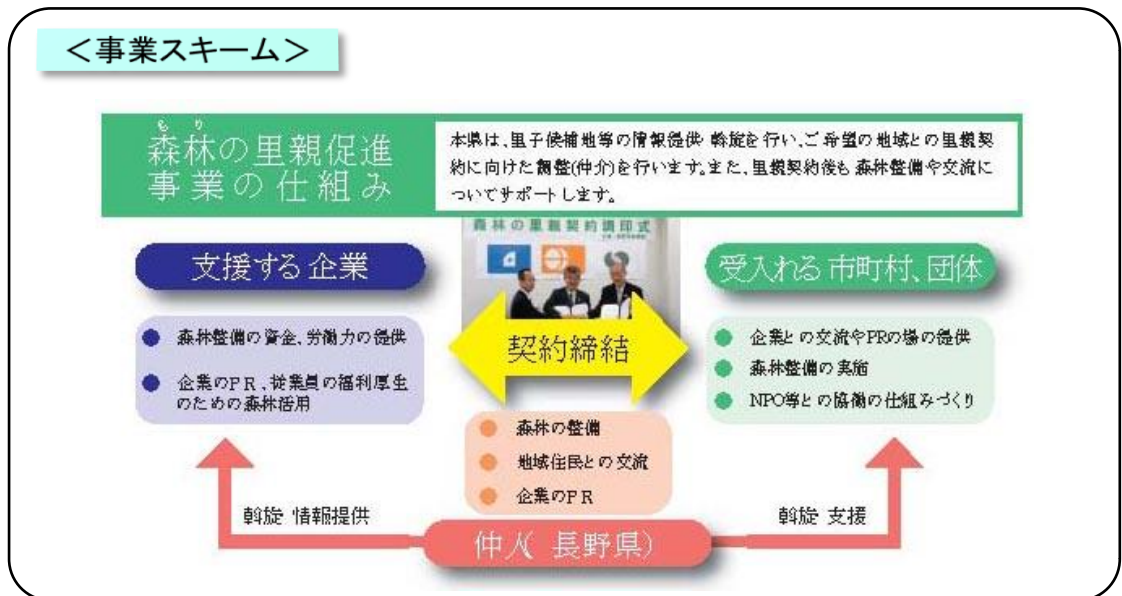 ＜事業スキーム＞
もり
森林の里親促進
事業の仕組み
本県は、里子候補地等の情報提供・斡旋を行い、ご希望の地域との里親契
約に向けた調整(仲介)を行います。また、里親契約後も森林整備や交流に
ついてサポートします。
森林の里親契約調印式
支援する企業
受入れる市町村、団体
森林整備の資金、労働力の提供
企業のPR、従業員の福利厚生
のための森林活用
契約締結
企業との交流やPRの場の提供
森林整備の実施
NPO等との協働の仕組みづくり
森林の整備
地域住民との交流
企業のPR
斡旋 情報提供
斡旋 支援
仲人( 長野県)